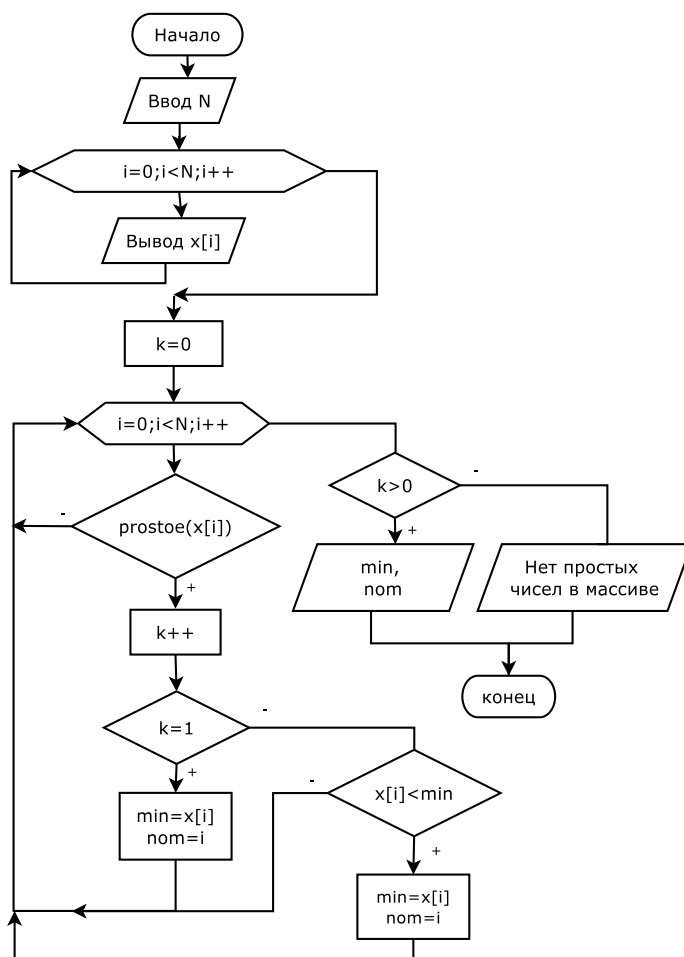 Начало
Ввод N
i=0;i<N;i++
Вывод x[i]
k=0
i=0;i<N;i++
k>0
-
+
prostoe(x[i])
-
+
min,
nom
Нет простых
чисел в массиве
k++
конец
k=1
-
+
x[i]<min
-
+
min=x[i]
nom=i
min=x[i]
nom=i